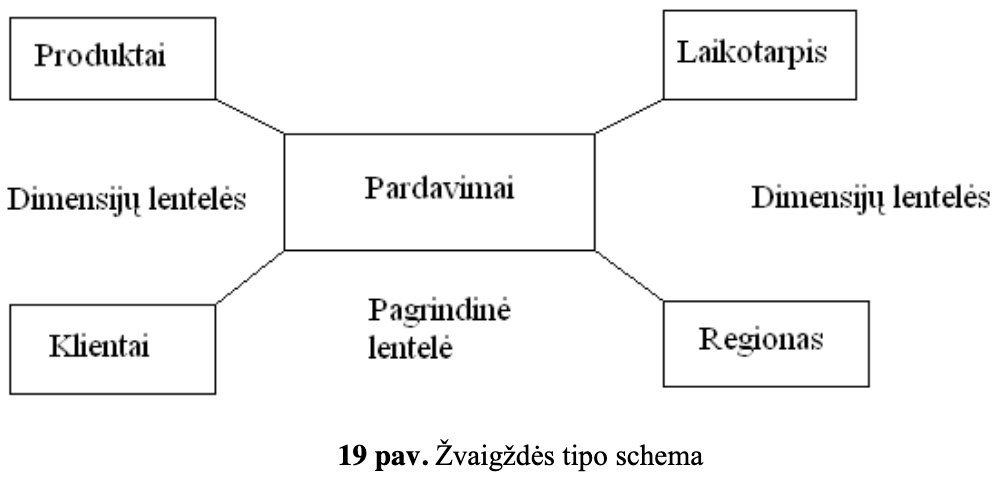 Produktai
Laikotarpis
Pardavimai
Dimensijų lentelės
Dimensijų lentelės
Pagrindinė
lentelė
Klientai
Regionas
19 pav. Žvaigždės tipo schema